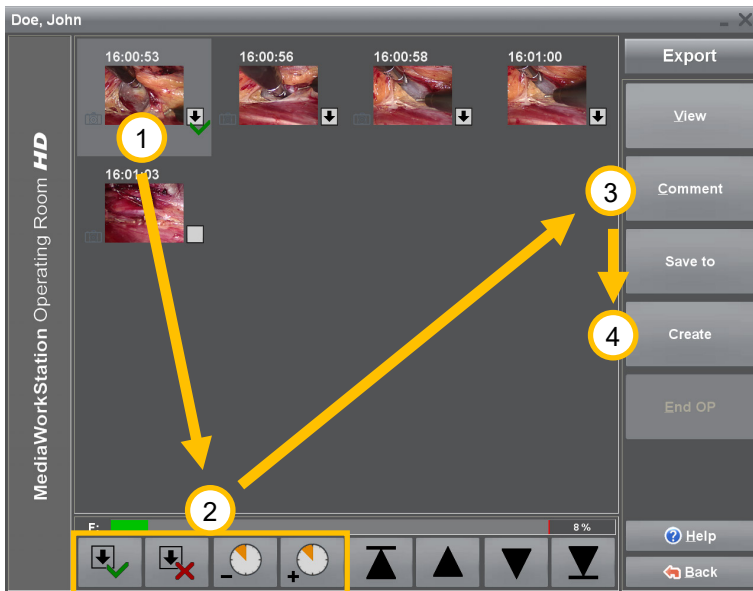 Doe, John
16:00:53
16:00:56
16:00:58
16:01:00
Export
View
1
MediaWorkStation Operating Room HD
16:01:03
3
Comment
Save to
4
Create
End OP
2
E:
8 %
Help
Back